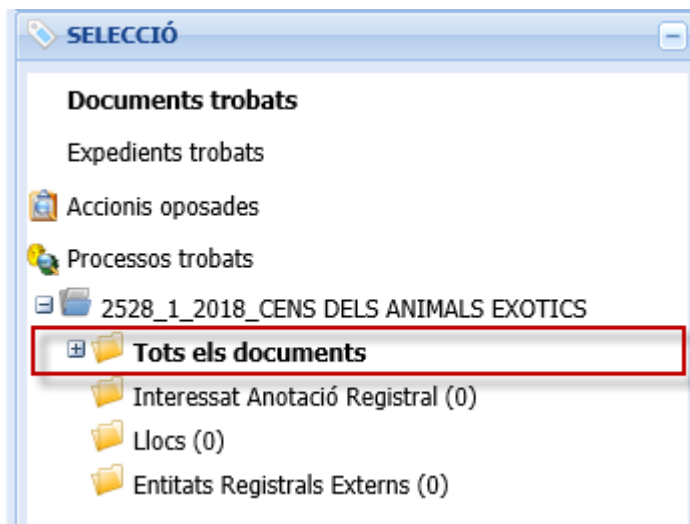 SELECCIÓ
Documents trobats
Expedients trobats
Accionis oposades
Processos trobats
2528_1_2018_CENS DELS ANIMALS EXOTICS
Tots els documents
Interessat Anotació Registral (0)
Llocs (0)
Entitats Registrals Externs (0)